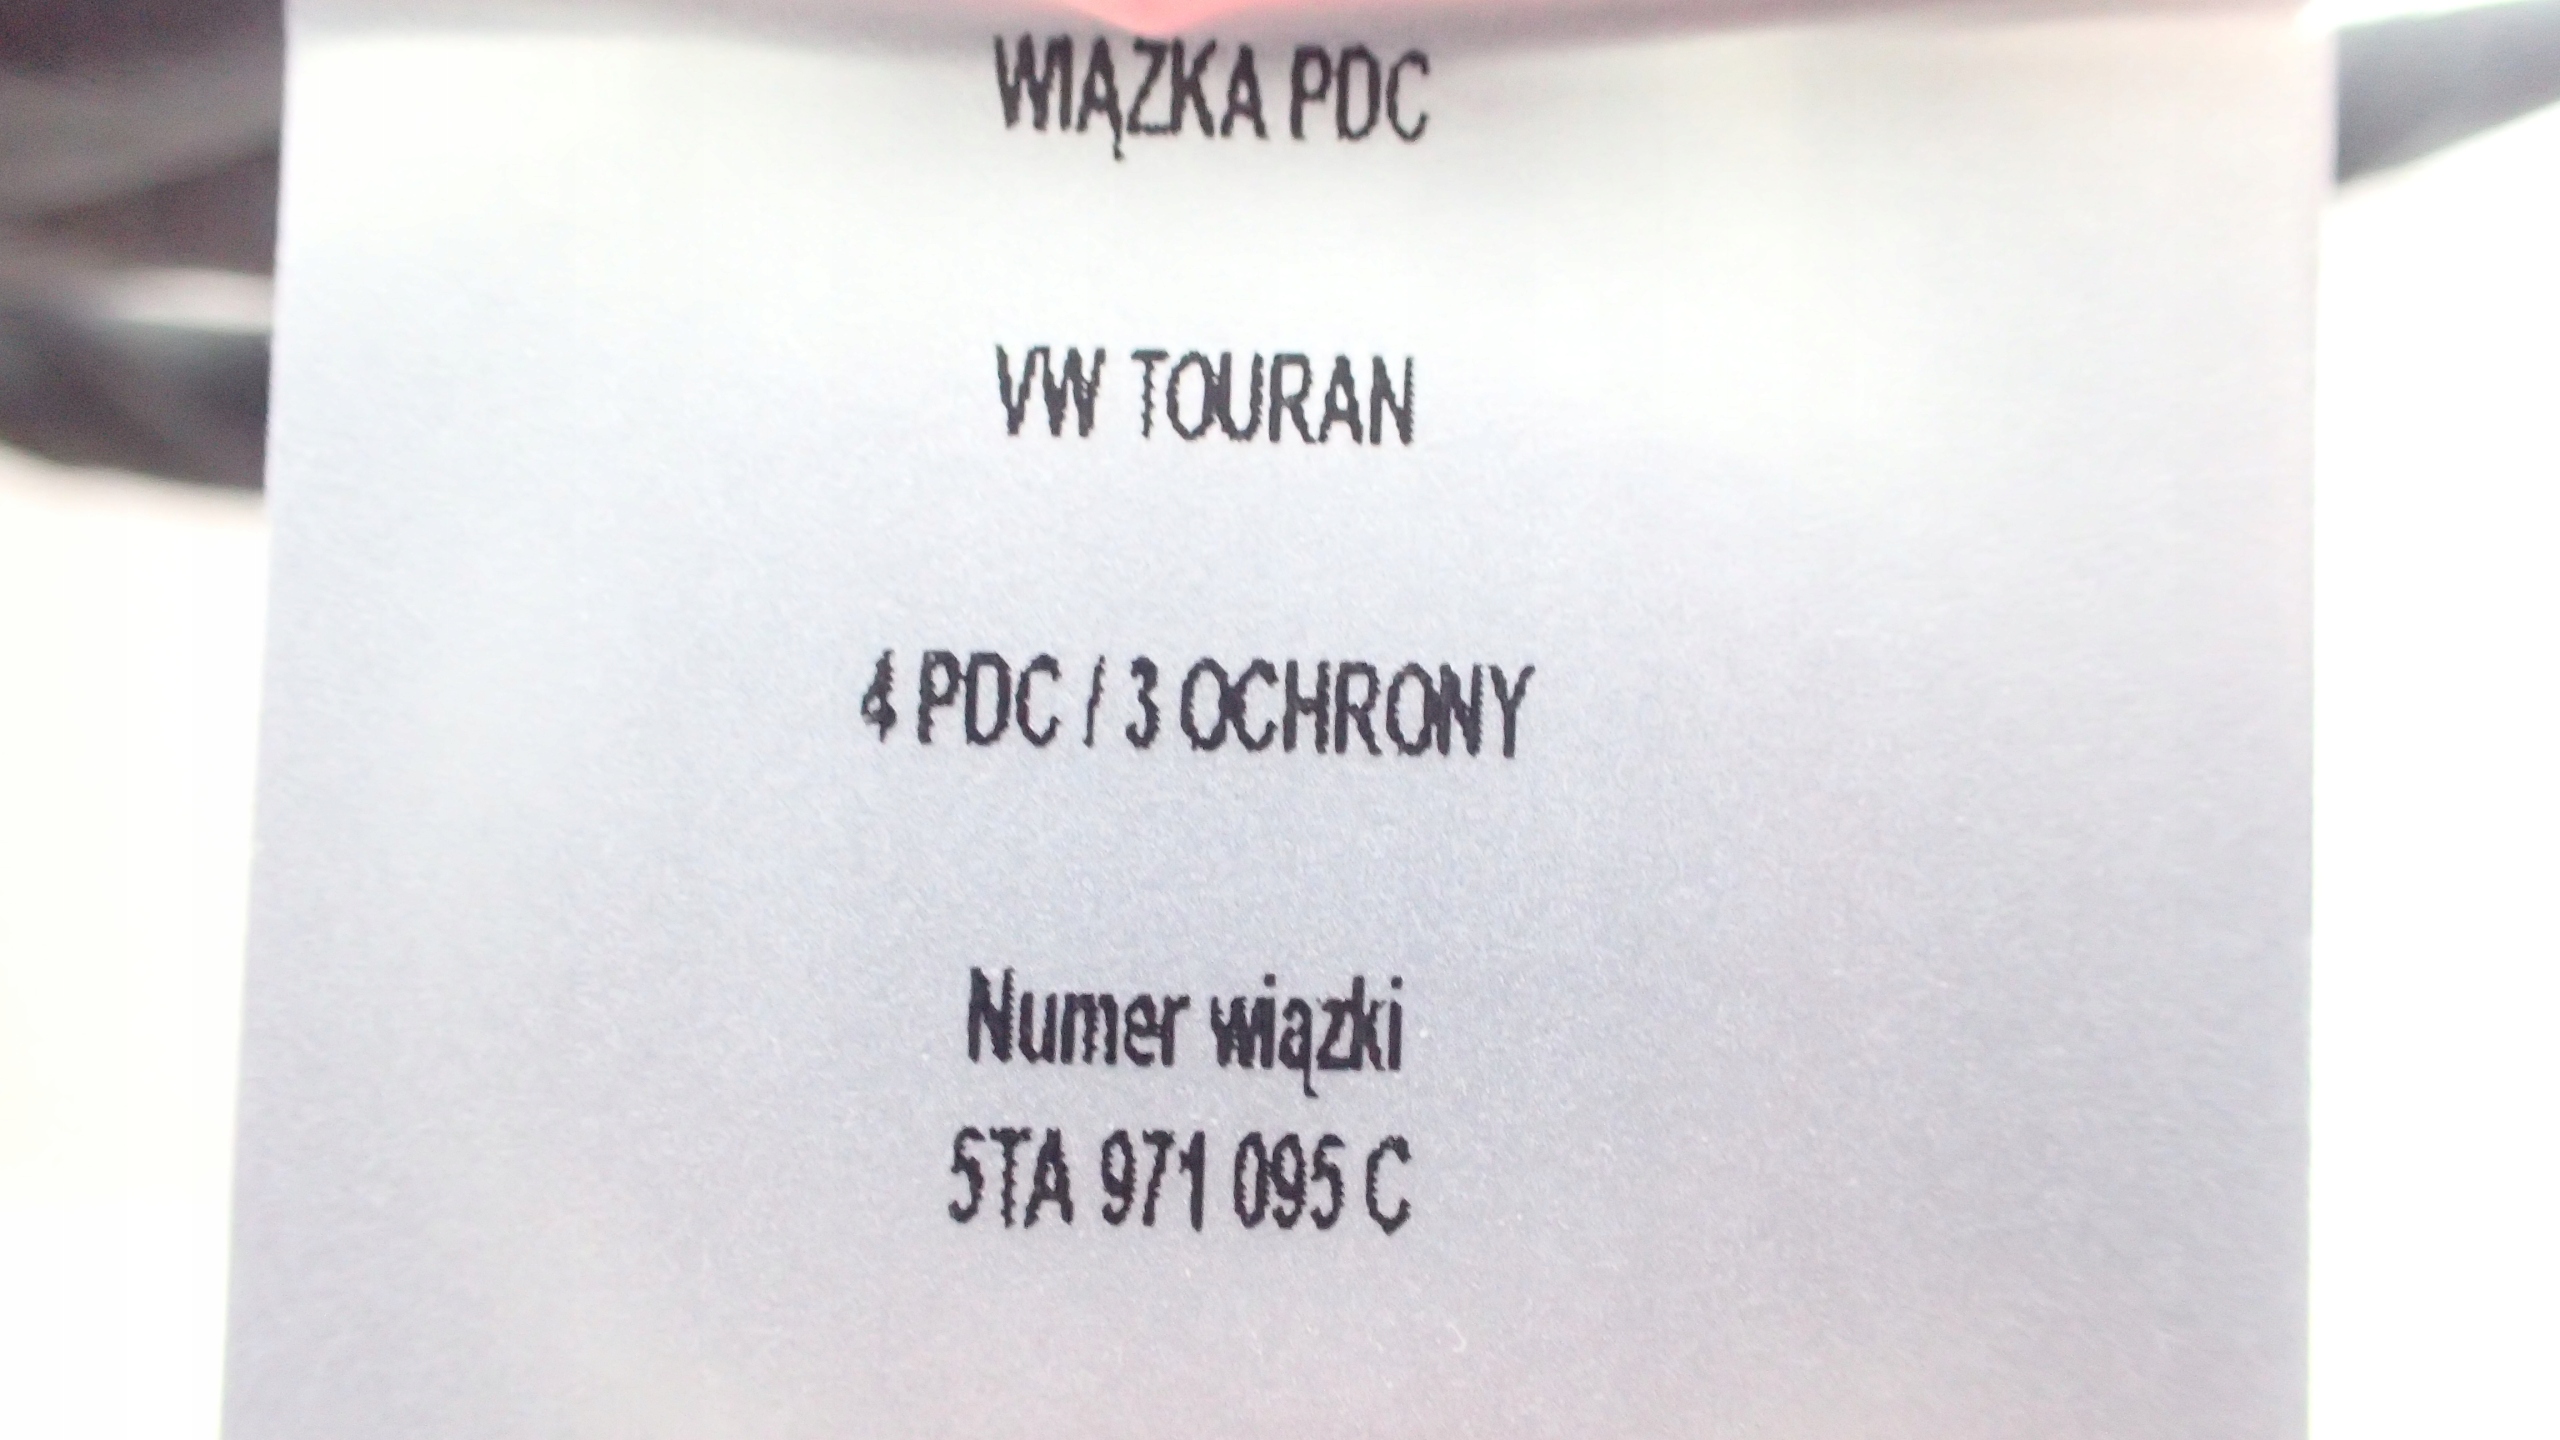 WIĄZKA PDC
VW TOURAN
4 PDC / 3 OCHRONY
Numer wiązki
5TA 971 095 C